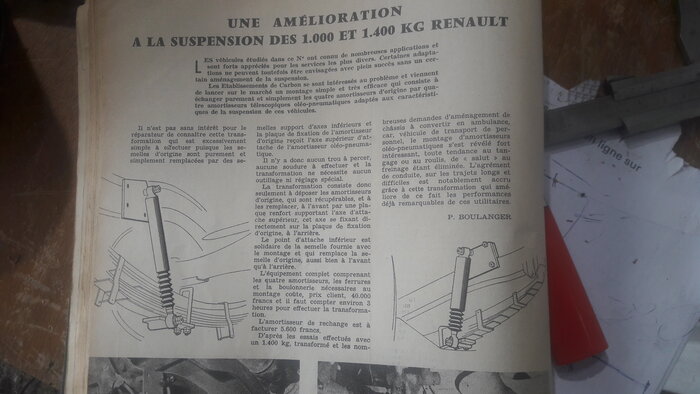 UNE AMÉLIORATION
A LA SUSPENSION DES 1.000 ET 1.400 KG RENAULT
LES véhicules étudiés dans ce N° ont connu de nombreuses applications et
sont forts appréciés pour les services les plus divers. Certaines adapta-
tions ne peuvent toutefois être envisagées avec plein succès sans un cer-
tain aménagement de la suspension.
Les Etablissements de Carbon se sont intéressés au problème et viennent
de lancer sur le marché un montage simple et très efficace qui consiste à
échanger purement et simplement les quatre amortisseurs d'origine par qua-
tre amortisseurs télescopiques oléo-pneumatiques adaptés aux caractéristi-
ques de la suspension de ces véhicules.
Il n'est pas sans intérêt pour le
réparateur de connaître cette trans-
formation qui est excessivement
simple à effectuer puisque les se-
melles d'origine sont purement et
simplement remplacées par des se-
melles support d'axes inférieurs et
la plaque de fixation de l'amortisseur
d'origine reçoit l'axe supérieur d'at-
tache de l'amortisseur oléo-pneuma-
tique.
Il n'y a donc aucun trou à percer,
aucune soudure à effectuer et la
transformation ne nécessite aucun
outillage ni réglage spécial.
La transformation consiste donc
seulement à déposer les amortisseurs
d'origine, qui sont récupérables, et à
les remplacer, à l'avant par une pla-
que renfort supportant l'axe d'atta-
che supérieur, cet axe se fixant di-
rectement sur la plaque de fixation
d'origine, à l'arrière.
Le point d'attache inférieur est
solidaire de la semelle fournie avec
le montage et qui remplace la se-
melle d'origine, aussi bien à l'avant
qu'à l'arrière.
L'équipement complet comprenant
les quatre amortisseurs, les ferrures
et la boulonnerie nécessaires au
montage coûte, prix client, 40.000
francs et il faut compter environ 3
heures pour effectuer la transforma-
tion.
L'amortisseur de rechange est à
facturer 5.600 francs.
D'après les essais effectués avec
un 1.400 kg, transformé et les nom-
breuses demandes d'aménagement de
châssis à convertir en ambulance,
car, véhicule de transport de per-
sonnel, le montage d'amortisseurs
oléo-pneumatiques s'est révélé fort
intéressant, toute tendance au tan-
gage ou au roulis, de « salut » au
freinage étant éliminée. L'agrément
de conduite, sur les trajets longs et
difficiles est notablement accru
grâce à cette transformation qui amé-
liore de ce fait les performances
déjà remarquables de ces utilitaires.
P. BOULANGER
ligne sur